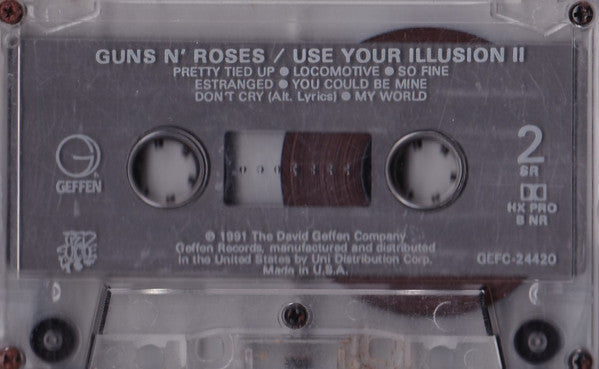 GUNS N' ROSES / USE YOUR ILLUSION II
PRETTY TIED UP ● LOCOMOTIVE ● SO FINE
ESTRANGED ● YOU COULD BE MINE
DON'T CRY (Alt. Lyrics) ● MY WORLD
GEFFEN
2
SR
HX PRO
B NR
℗ 1991 The David Geffen Company
Geffen Records, manufactured and distributed
in the United States by Uni Distribution Corp.
Made in U.S.A.
GEFC-24420